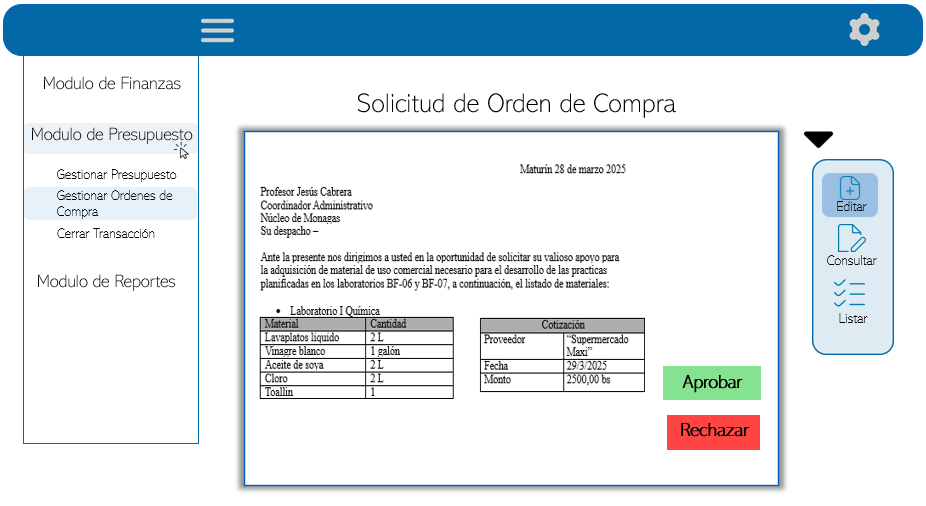 Modulo de Finanzas
Modulo de Presupuesto
Gestionar Presupuesto
Gestionar Ordenes de
Compra
Cerrar Transacción
Modulo de Reportes
Solicitud de Orden de Compra
Maturín 28 de marzo 2025
Profesor Jesús Cabrera
Coordinador Administrativo
Núcleo de Monagas
Su despacho –
Ante la presente nos dirigimos a usted en la oportunidad de solicitar su valioso apoyo para
la adquisición de material de uso comercial necesario para el desarrollo de las practicas
planificadas en los laboratorios BF-06 y BF-07, a continuación, el listado de materiales:
• Laboratorio I Química
Material Cantidad
Lavaplatos liquido 2 L
Vinagre blanco 1 galón
Aceite de soya 2 L
Cloro 2 L
Toallin 1
Cotización
Proveedor "Supermercado
Maxi"
Fecha 29/3/2025
Monto 2500,00 bs
Aprobar
Rechazar
Editar
Consultar
Listar